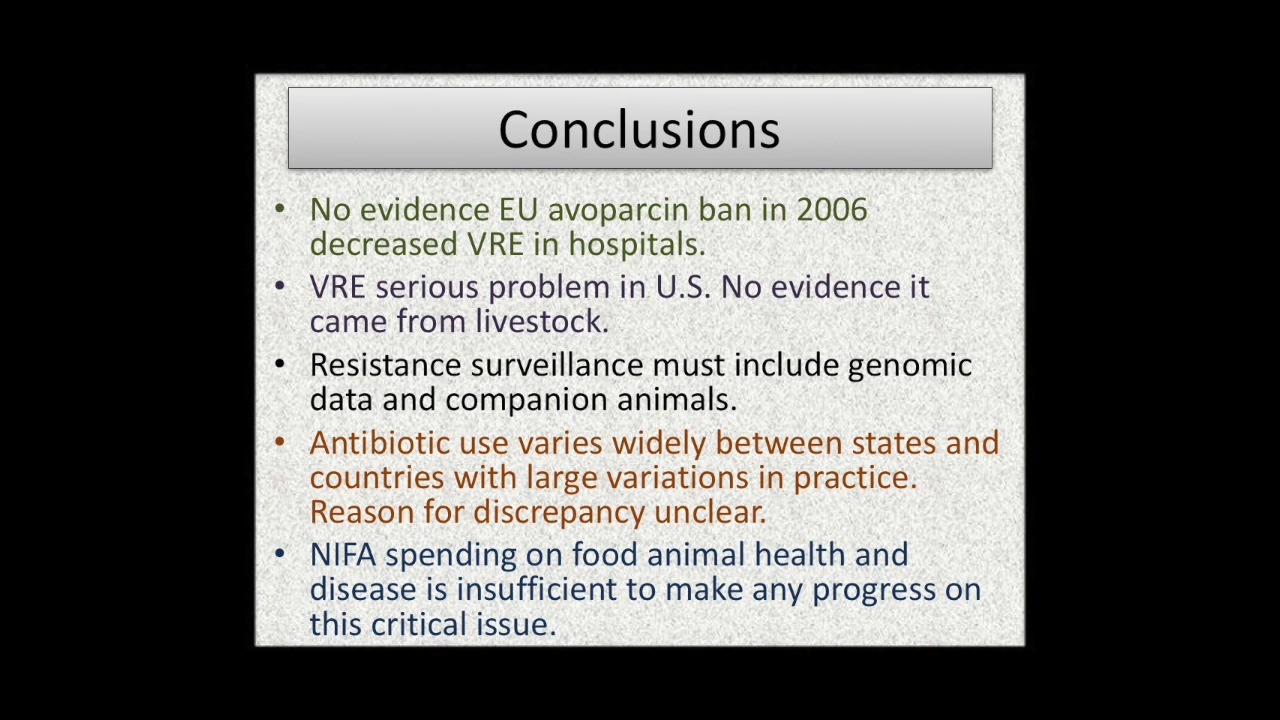 Conclusions
• No evidence EU avoparcin ban in 2006
decreased VRE in hospitals.
• VRE serious problem in U.S. No evidence it
came from livestock.
• Resistance surveillance must include genomic
data and companion animals.
• Antibiotic use varies widely between states and
countries with large variations in practice.
Reason for discrepancy unclear.
• NIFA spending on food animal health and
disease is insufficient to make any progress on
this critical issue.